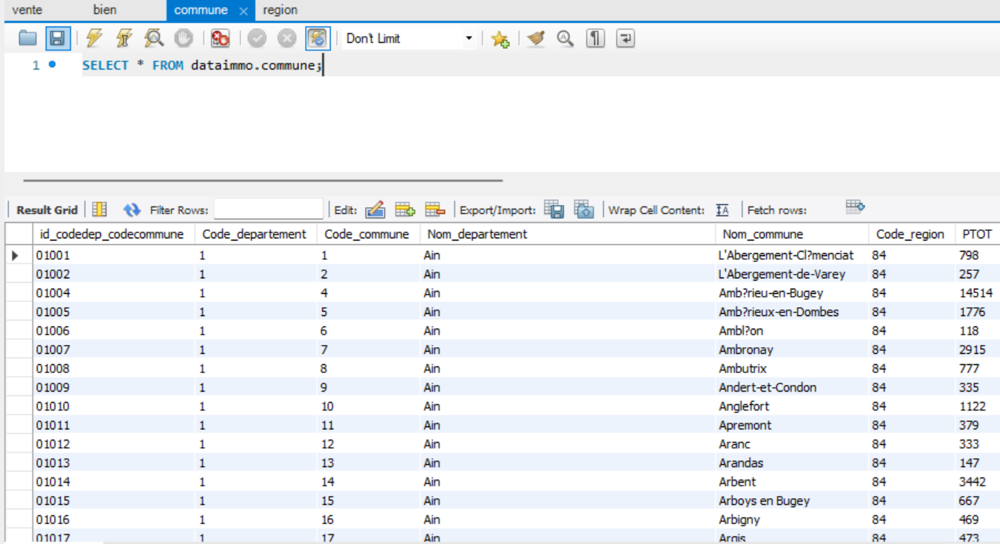 vente bien commune × region
Don't Limit
1 SELECT * FROM dataimmo.commune;
Result Grid Filter Rows: Edit: Export/Import: Wrap Cell Content: Fetch rows:
id_codedep_codecommune Code_departement Code_commune Nom_departement Nom_commune Code_region PTOT
01001 1 1 Ain L'Abergement-Cl?menciat 84 798
01002 1 2 Ain L'Abergement-de-Varey 84 257
01004 1 4 Ain Amb?rieu-en-Bugey 84 14514
01005 1 5 Ain Amb?rieux-en-Dombes 84 1776
01006 1 6 Ain Ambl?on 84 118
01007 1 7 Ain Ambronay 84 2915
01008 1 8 Ain Ambutrix 84 777
01009 1 9 Ain Andert-et-Condon 84 335
01010 1 10 Ain Anglefort 84 1122
01011 1 11 Ain Apremont 84 379
01012 1 12 Ain Aranc 84 333
01013 1 13 Ain Arandas 84 147
01014 1 14 Ain Arbent 84 3442
01015 1 15 Ain Arboys en Bugey 84 667
01016 1 16 Ain Arbigny 84 469
01017 1 17 Ain Argis 84 473